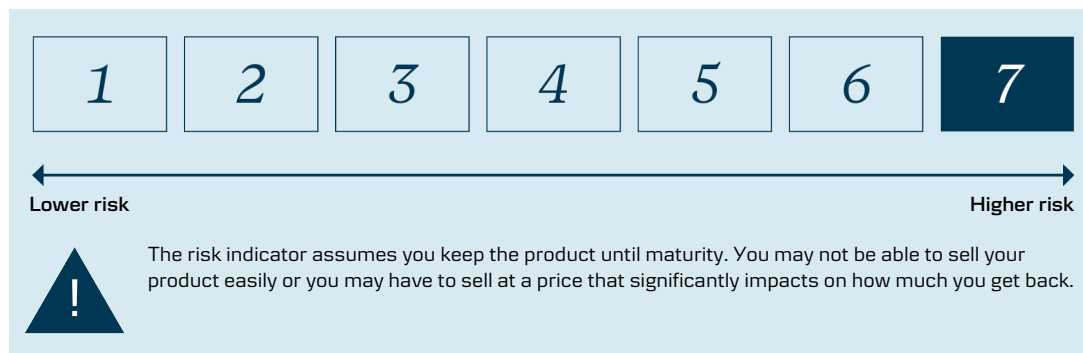 1 2 3 4 5 6 7
Lower risk Higher risk
The risk indicator assumes you keep the product until maturity. You may not be able to sell your
product easily or you may have to sell at a price that significantly impacts on how much you get back.
!